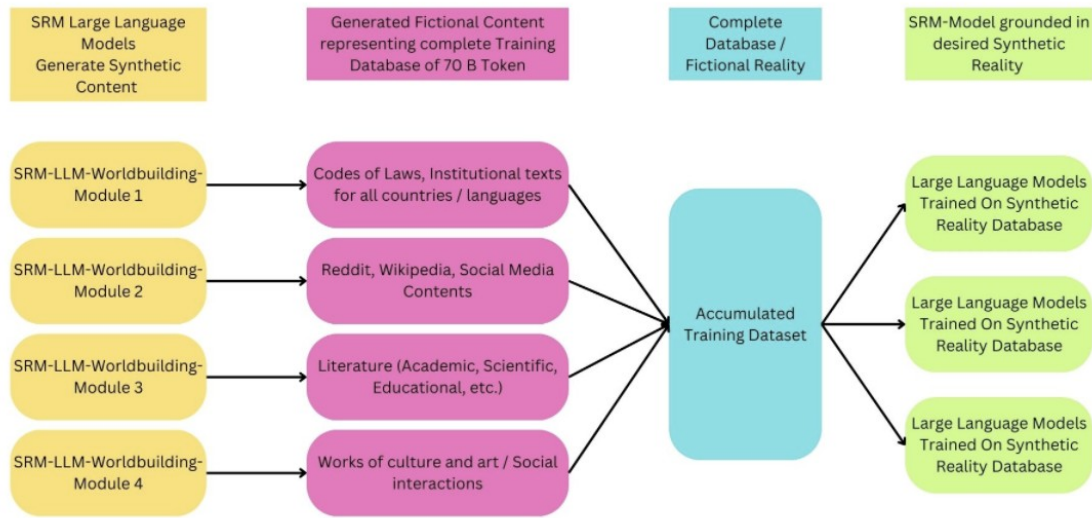 SRM Large Language
Models
Generate Synthetic
Content
Generated Fictional Content
representing complete Training
Database of 70 B Token
Complete
Database /
Fictional Reality
SRM-Model grounded in
desired Synthetic
Reality
SRM-LLM-Worldbuilding-
Module 1
Codes of Laws, Institutional texts
for all countries / languages
SRM-LLM-Worldbuilding-
Module 2
Reddit, Wikipedia, Social Media
Contents
SRM-LLM-Worldbuilding-
Module 3
Literature (Academic, Scientific,
Educational, etc.)
SRM-LLM-Worldbuilding-
Module 4
Works of culture and art / Social
interactions
Accumulated
Training Dataset
Large Language Models
Trained On Synthetic
Reality Database
Large Language Models
Trained On Synthetic
Reality Database
Large Language Models
Trained On Synthetic
Reality Database